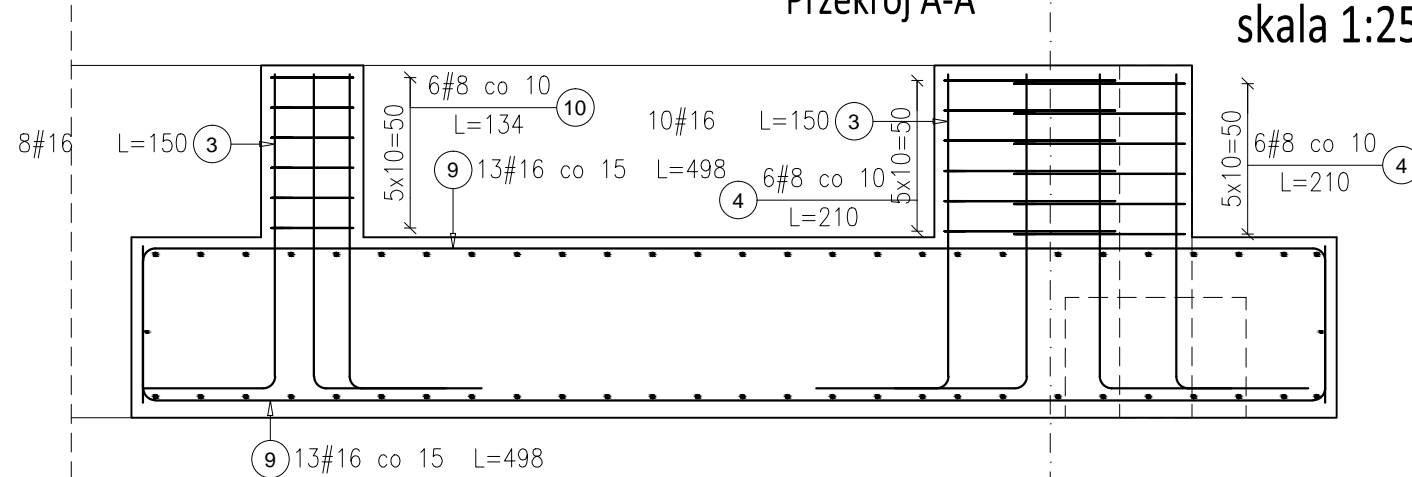 Przekrój A-A
skala 1:25
8#16 L=150 3
5x10=50
6#8 co 10
L=134
10
9 13#16 co 15 L=498
10#16 L=150 3
4
6#8 co 10
L=210
5x10=50
5x10=50
6#8 co 10
L=210
4
9 13#16 co 15 L=498